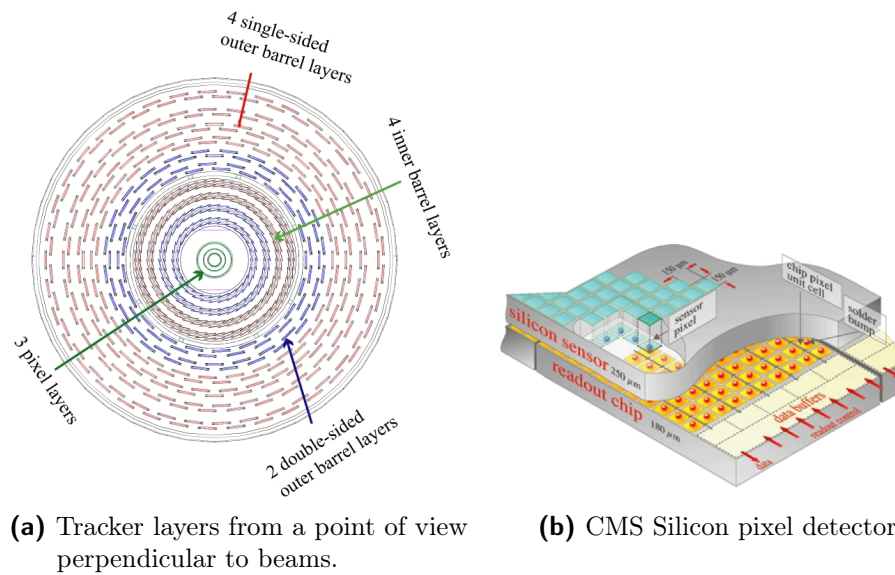 4 single-sided
outer barrel layers
4 inner barrel layers
3 pixel layers
2 double-sided
outer barrel layers
150 μm
150 μm
sensor
pixel
chip pixel
unit cell
solder
bump
silicon sensor
250 μm
readout chip
180 μm
data buffers
readout control
data
(a) Tracker layers from a point of view
perpendicular to beams.
(b) CMS Silicon pixel detector